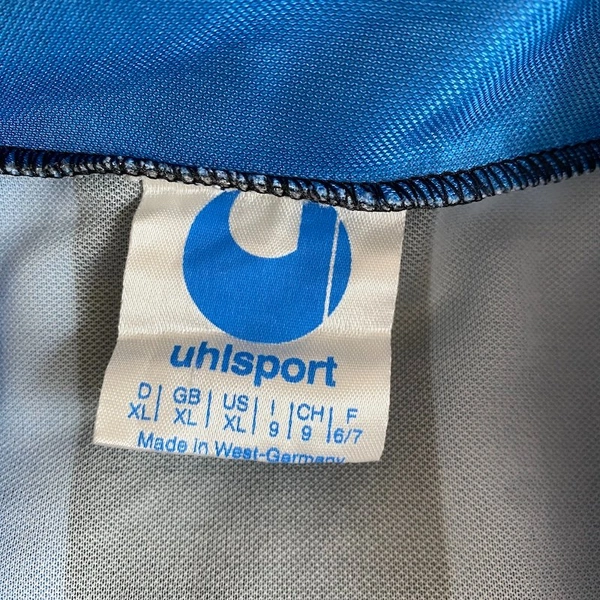 uhlsport
D | GB | US | I | CH | F
XL | XL | XL | 9 | 9 | 6/7
Made in West-Germany